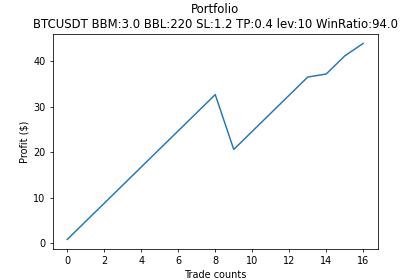 Portfolio
BTCUSDT BBM:3.0 BBL:220 SL:1.2 TP:0.4 lev:10 WinRatio:94.0
40
30
20
10
0
Profit ($)
0 2 4 6 8 10 12 14 16
Trade counts